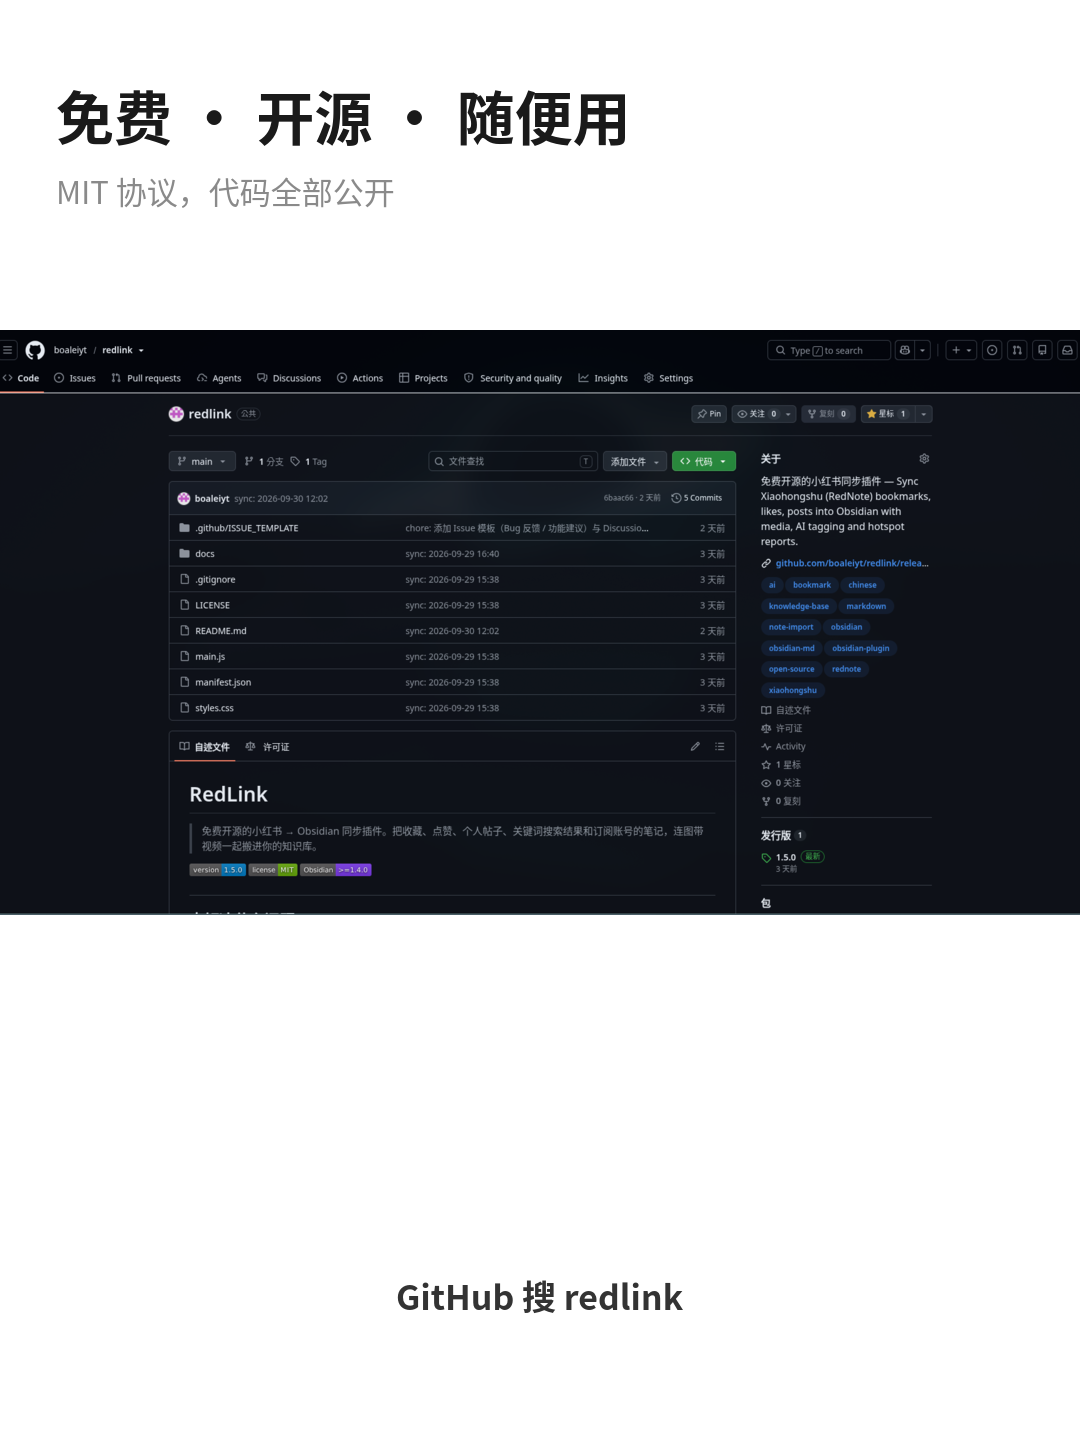 免费 · 开源 · 随便用
MIT 协议，代码全部公开
boaleiyt / redlink
Type / to search
Code Issues Pull requests Agents Discussions Actions Projects Security and quality Insights Settings
redlink 公共
Pin 关注 0 复刻 0 星标 1
main 1 分支 1 Tag 文件查找 T 添加文件 代码
boaleiyt sync: 2026-09-30 12:02 6baac66 · 2 天前 5 Commits
.github/ISSUE_TEMPLATE chore: 添加 Issue 模板（Bug 反馈 / 功能建议）与 Discussio... 2 天前
docs sync: 2026-09-29 16:40 3 天前
.gitignore sync: 2026-09-29 15:38 3 天前
LICENSE sync: 2026-09-29 15:38 3 天前
README.md sync: 2026-09-30 12:02 2 天前
main.js sync: 2026-09-29 15:38 3 天前
manifest.json sync: 2026-09-29 15:38 3 天前
styles.css sync: 2026-09-29 15:38 3 天前
自述文件 许可证
RedLink
免费开源的小红书 → Obsidian 同步插件。把收藏、点赞、个人帖子、关键词搜索结果和订阅账号的笔记，连图带
视频一起搬进你的知识库。
version 1.5.0 license MIT Obsidian >=1.4.0
关于
免费开源的小红书同步插件 — Sync
Xiaohongshu (RedNote) bookmarks,
likes, posts into Obsidian with
media, AI tagging and hotspot
reports.
github.com/boaleiyt/redlink/relea...
ai bookmark chinese
knowledge-base markdown
note-import obsidian
obsidian-md obsidian-plugin
open-source rednote
xiaohongshu
自述文件
许可证
Activity
1 星标
0 关注
0 复刻
发行版 1
1.5.0 最新
3 天前
包
GitHub 搜 redlink